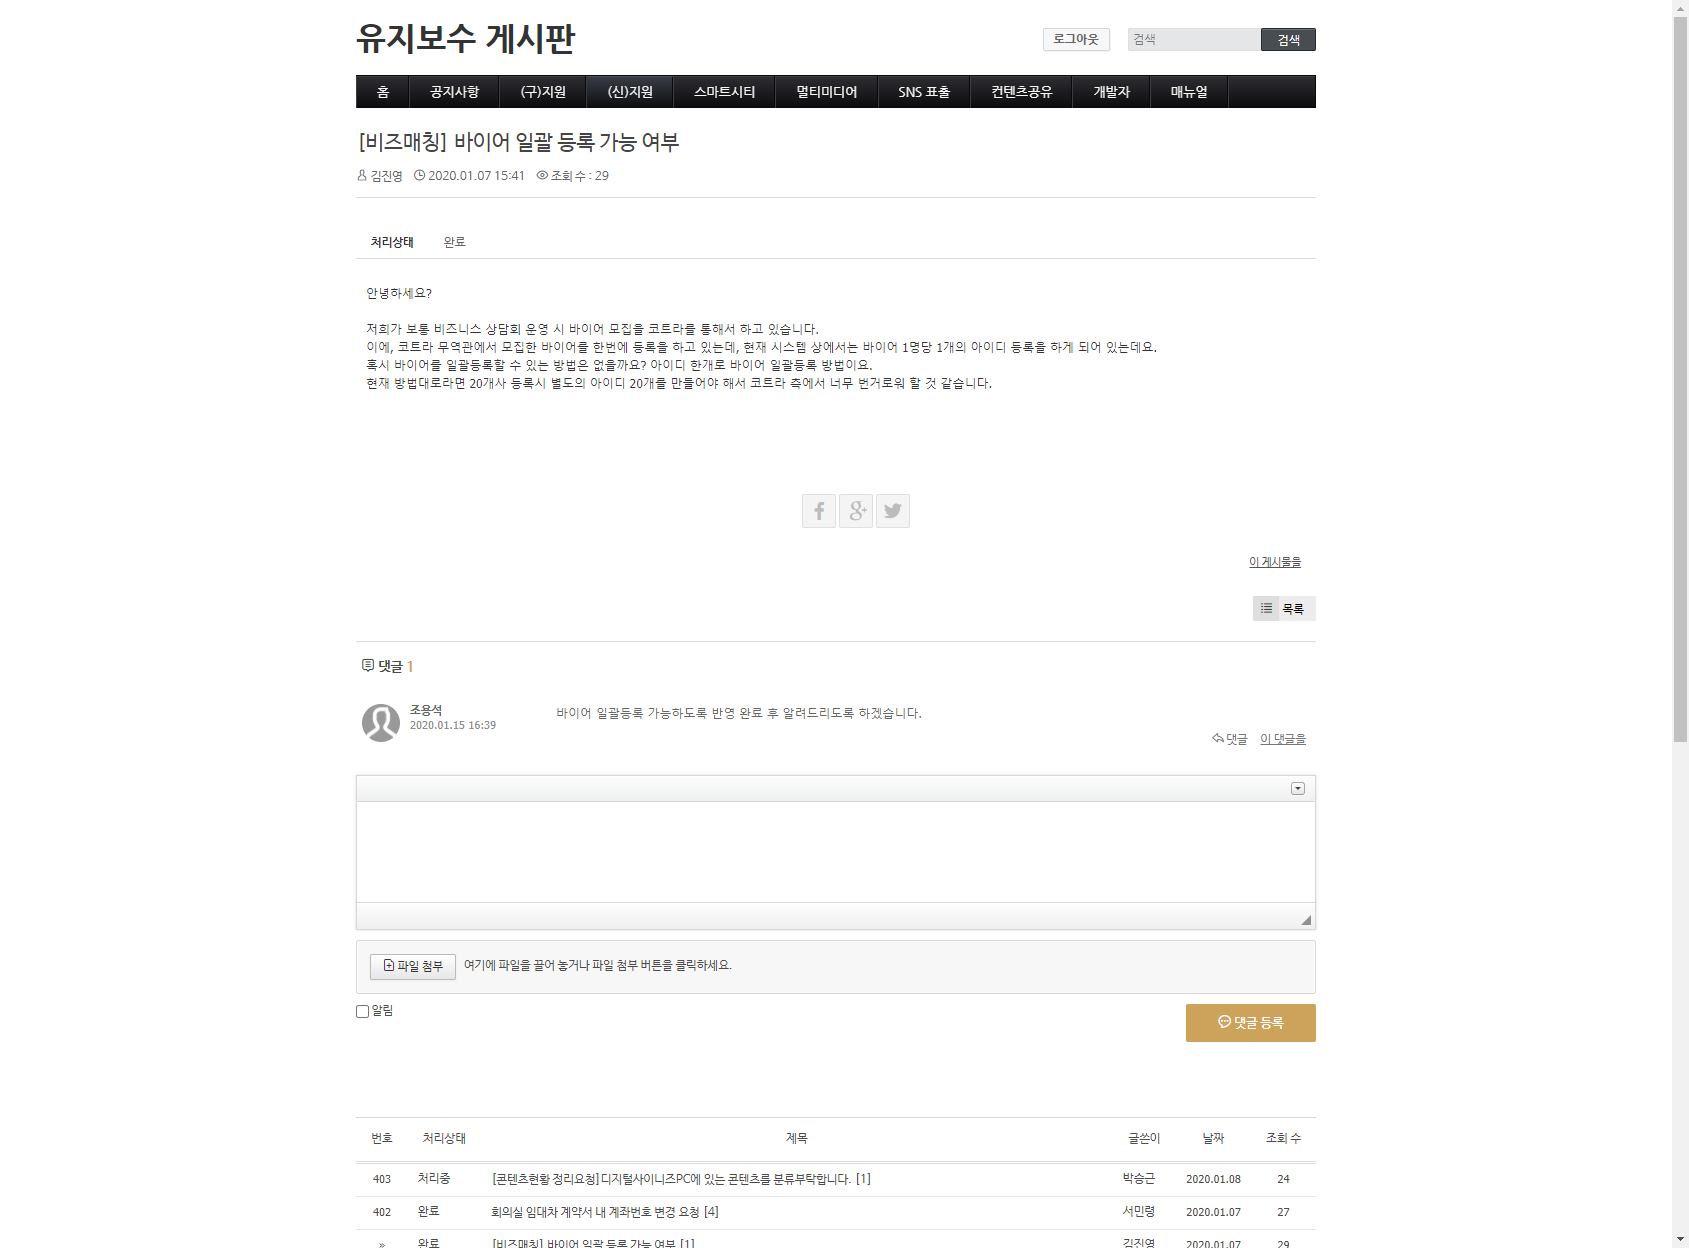 유지보수 게시판
로그아웃 검색 검색
홈 공지사항 (구)지원 (신)지원 스마트시티 멀티미디어 SNS 표출 컨텐츠공유 개발자 매뉴얼
[비즈매칭] 바이어 일괄 등록 가능 여부
김진영 2020.01.07 15:41 조회 수 : 29
처리상태 완료
안녕하세요?
저희가 보통 비즈니스 상담회 운영 시 바이어 모집을 코트라를 통해서 하고 있습니다.
이에, 코트라 무역관에서 모집한 바이어를 한번에 등록을 하고 있는데, 현재 시스템 상에서는 바이어 1명당 1개의 아이디 등록을 하게 되어 있는데요.
혹시 바이어를 일괄등록할 수 있는 방법은 없을까요? 아이디 한개로 바이어 일괄등록 방법이요.
현재 방법대로라면 20개사 등록시 별도의 아이디 20개를 만들어야 해서 코트라 측에서 너무 번거로워 할 것 같습니다.
이 게시물을
목록
댓글 1
조용석 바이어 일괄등록 가능하도록 반영 완료 후 알려드리도록 하겠습니다.
2020.01.15 16:39
댓글 이 댓글을
파일 첨부 여기에 파일을 끌어 놓거나 파일 첨부 버튼을 클릭하세요.
알림
댓글 등록
번호 처리상태 제목 글쓴이 날짜 조회 수
403 처리중 [콘텐츠현황 정리요청]디지털사이니즈PC에 있는 콘텐츠를 분류부탁합니다. [1] 박승근 2020.01.08 24
402 완료 회의실 임대차 계약서 내 계좌번호 변경 요청 [4] 서민령 2020.01.07 27
» 완료 [비즈매칭] 바이어 일괄 등록 가능 여부 [1] 김진영 2020.01.07 29